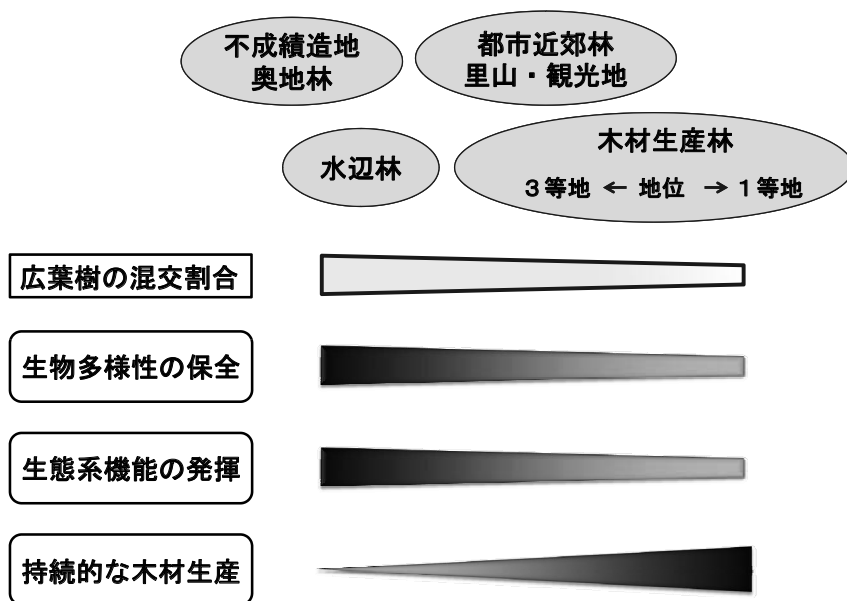 不成績造地
奥地林
都市近郊林
里山・観光地
水辺林
木材生産林
3等地 ← 地位 → 1等地
広葉樹の混交割合
生物多様性の保全
生態系機能の発揮
持続的な木材生産